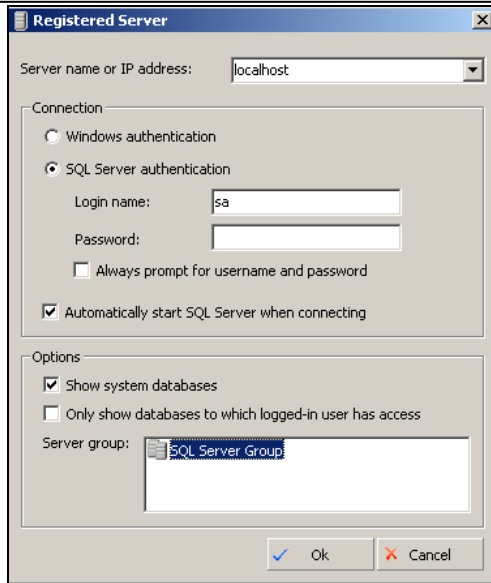 Registered Server
Server name or IP address: localhost
Connection
Windows authentication
SQL Server authentication
Login name: sa
Password:
Always prompt for username and password
Automatically start SQL Server when connecting
Options
Show system databases
Only show databases to which logged-in user has access
Server group: SQL Server Group
Ok Cancel